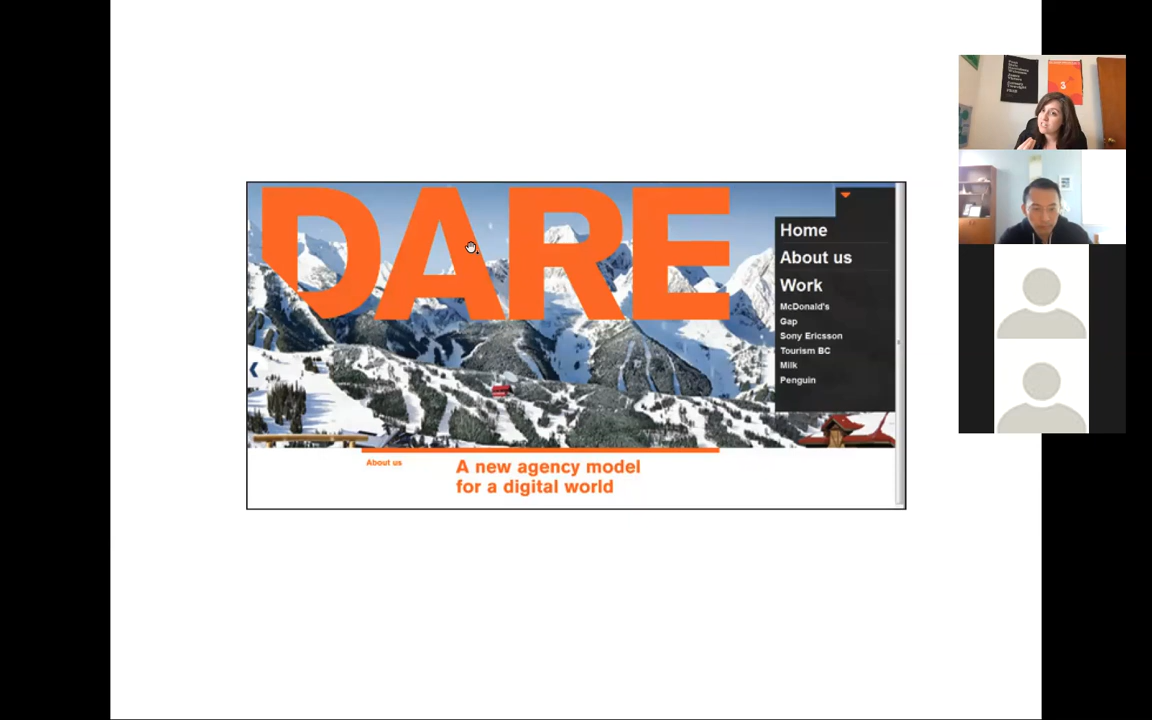 DARE
Home
About us
Work
McDonald's
Gap
Sony Ericsson
Tourism BC
Milk
Penguin
About us
A new agency model
for a digital world